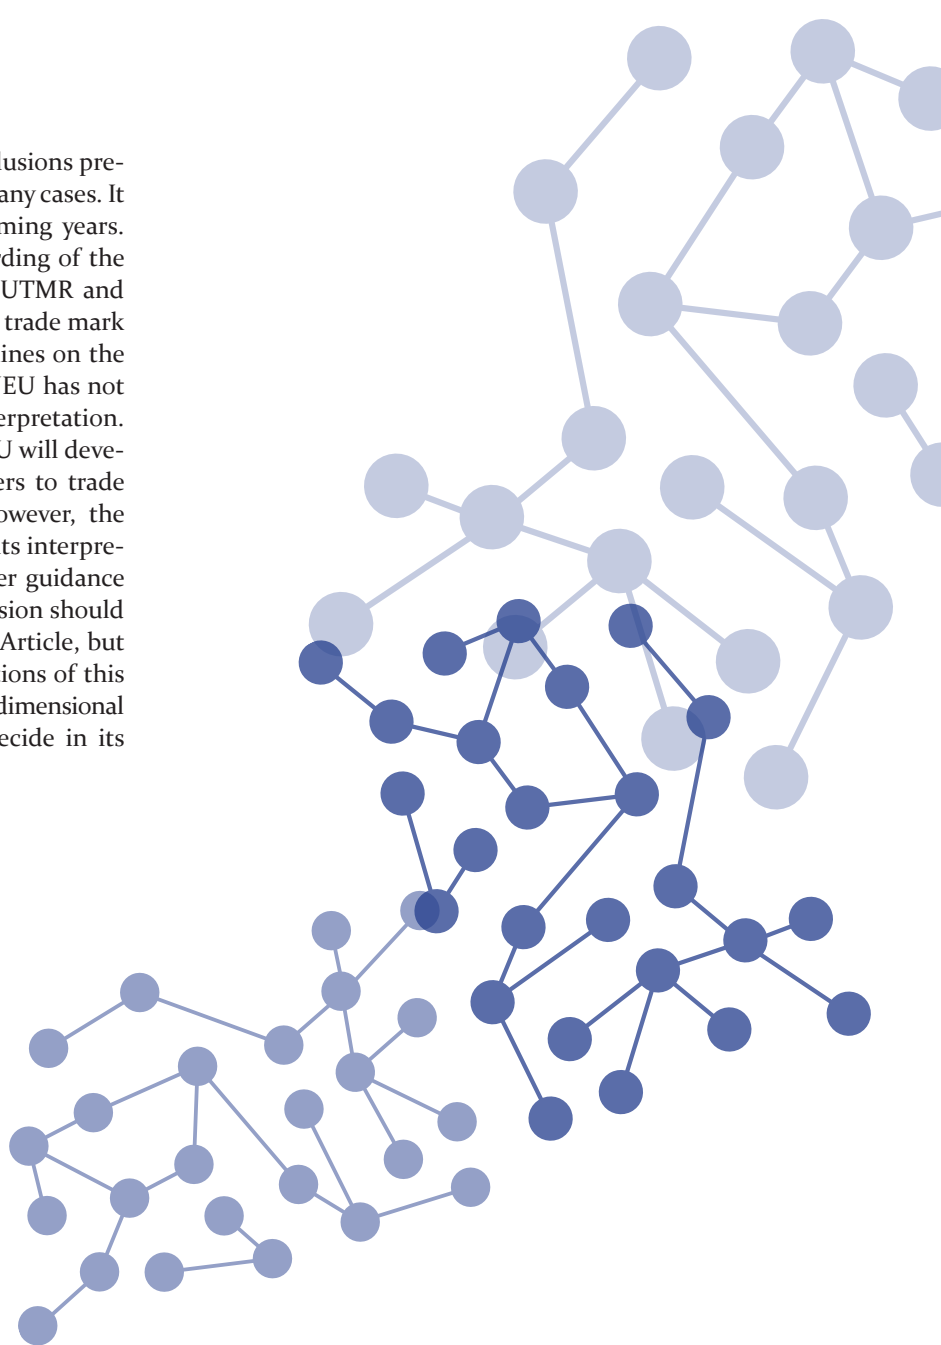 lusions pre-
any cases. It
ming years.
ding of the
UTMR and
trade mark
ines on the
EU has not
erpretation.
U will deve-
ers to trade
owever, the
ts interpre-
er guidance
sion should
Article, but
tions of this
dimensional
ecide in its